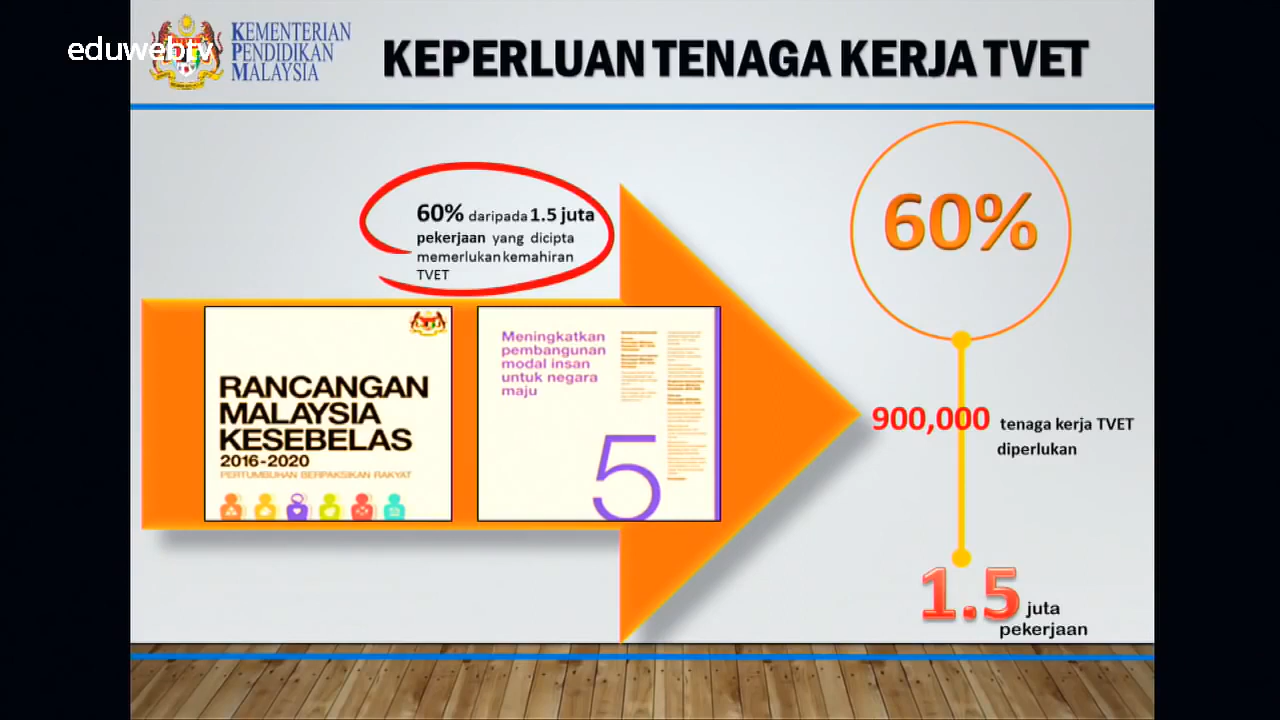 eduwebtv
KEMENTERIAN
PENDIDIKAN
MALAYSIA
KEPERLUAN TENAGA KERJA TVET
60% daripada 1.5 juta
pekerjaan yang dicipta
memerlukan kemahiran
TVET
RANCANGAN
MALAYSIA
KESEBELAS
2016-2020
PERTUMBUHAN BERPAKSIKAN RAKYAT
Meningkatkan
pembangunan
modal insan
untuk negara
maju
5
60%
900,000 tenaga kerja TVET
diperlukan
1.5 juta
pekerjaan